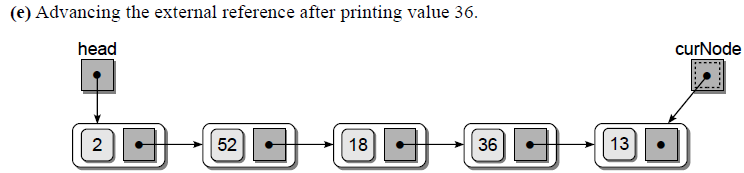 (e) Advancing the external reference after printing value 36.
head curNode
2 52 18 36 13